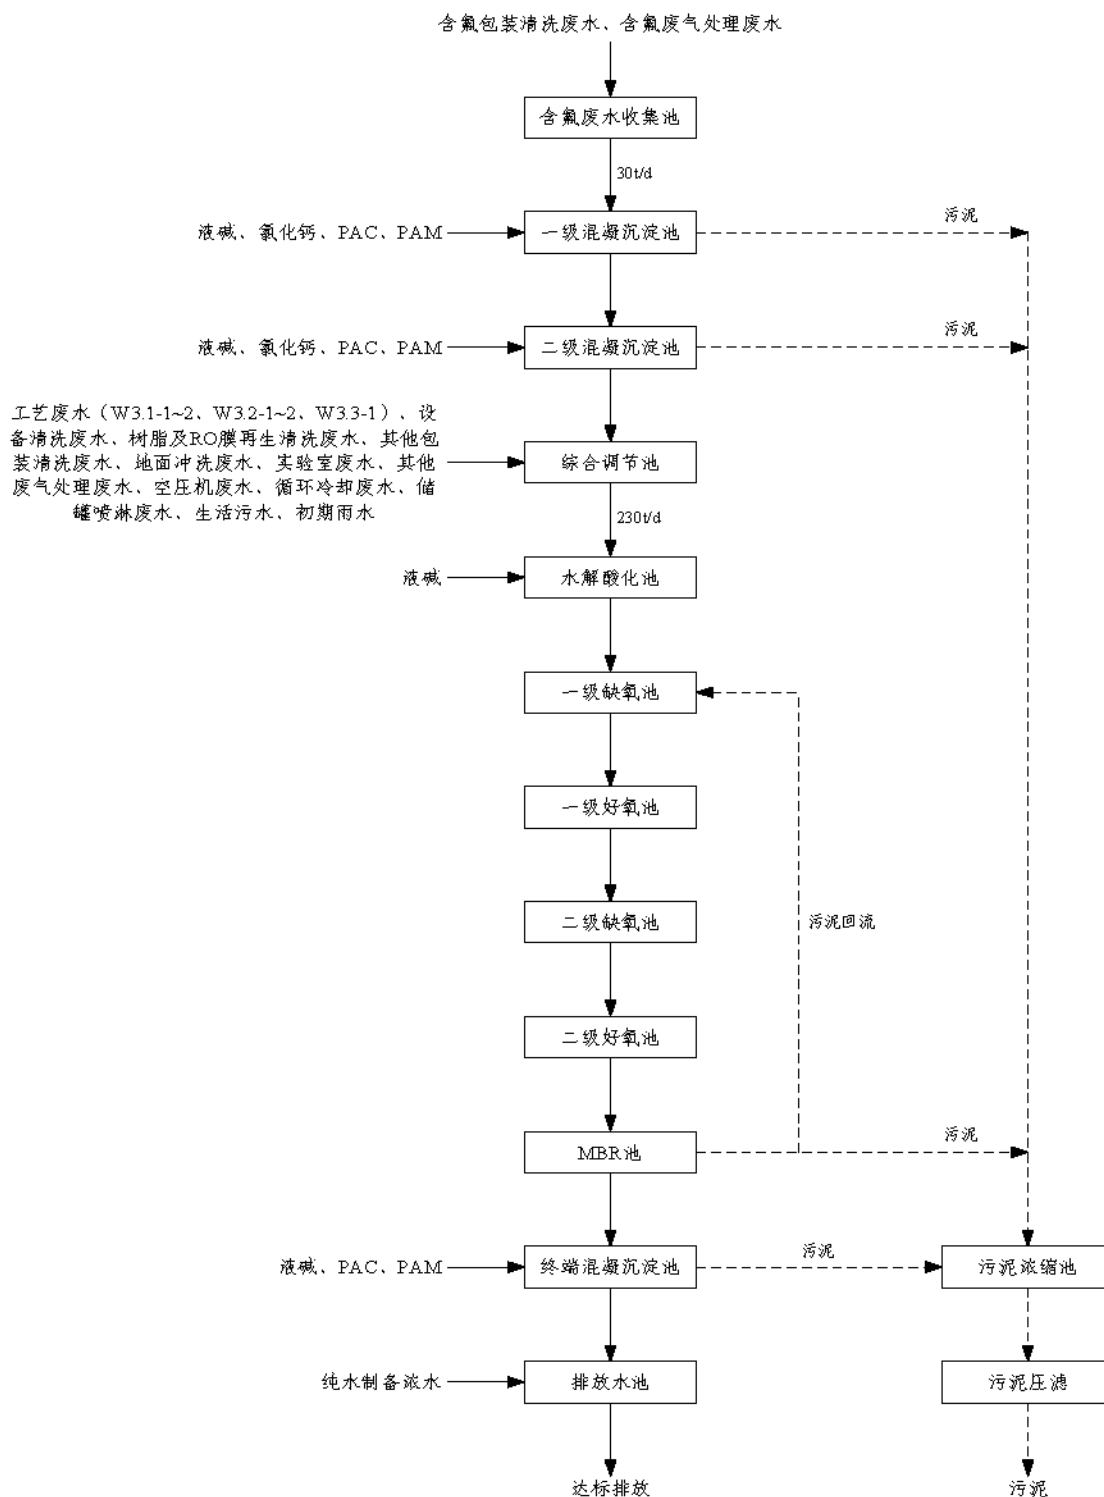 含氟包装清洗废水、含氟废气处理废水
含氟废水收集池
30t/d
液碱、氯化钙、PAC、PAM
一级混凝沉淀池
污泥
液碱、氯化钙、PAC、PAM
二级混凝沉淀池
污泥
工艺废水（W3.1-1~2、W3.2-1~2、W3.3-1）、设
备清洗废水、树脂及RO膜再生清洗废水、其他包
装清洗废水、地面冲洗废水、实验室废水、其他
废气处理废水、空压机废水、循环冷却废水、储
罐喷淋废水、生活污水、初期雨水
综合调节池
230t/d
液碱
水解酸化池
一级缺氧池
一级好氧池
二级缺氧池
污泥回流
二级好氧池
MBR池
污泥
液碱、PAC、PAM
终端混凝沉淀池
污泥
污泥浓缩池
纯水制备浓水
排放水池
污泥压滤
达标排放
污泥